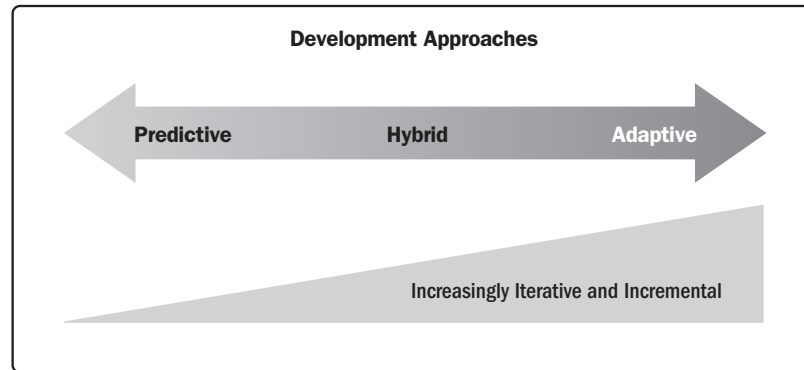 Development Approaches
Predictive Hybrid Adaptive
Increasingly Iterative and Incremental